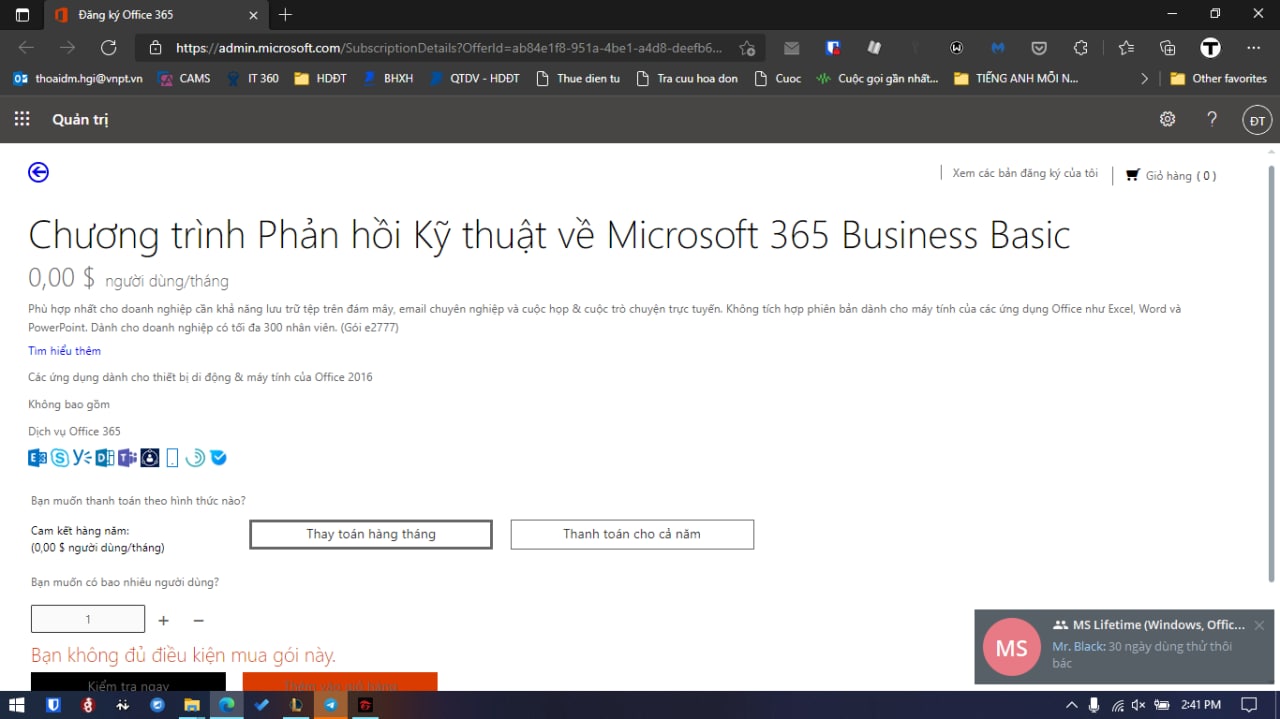 Đăng ký Office 365
https://admin.microsoft.com/SubscriptionDetails?OfferId=ab84e1f8-951a-4be1-a4d8-deefb6...
thoaidm.hgi@vnpt.vn CAMS IT 360 HDĐT BHXH QTDV - HDĐT Thue dien tu Tra cuu hoa don Cuoc Cuộc gọi gần nhất... TIẾNG ANH MỖI N... Other favorites
Quản trị
ĐT
Xem các bản đăng ký của tôi
Giỏ hàng ( 0 )
Chương trình Phản hồi Kỹ thuật về Microsoft 365 Business Basic
0,00 $ người dùng/tháng
Phù hợp nhất cho doanh nghiệp cần khả năng lưu trữ tệp trên đám mây, email chuyên nghiệp và cuộc họp & cuộc trò chuyện trực tuyến. Không tích hợp phiên bản dành cho máy tính của các ứng dụng Office như Excel, Word và
PowerPoint. Dành cho doanh nghiệp có tối đa 300 nhân viên. (Gói e2777)
Tìm hiểu thêm
Các ứng dụng dành cho thiết bị di động & máy tính của Office 2016
Không bao gồm
Dịch vụ Office 365
Bạn muốn thanh toán theo hình thức nào?
Cam kết hàng năm:
(0,00 $ người dùng/tháng)
Thay toán hàng tháng
Thanh toán cho cả năm
Bạn muốn có bao nhiêu người dùng?
1 + −
Bạn không đủ điều kiện mua gói này.
Kiểm tra ngay
Thêm vào giỏ hàng
MS
MS Lifetime (Windows, Offic...
Mr. Black: 30 ngày dùng thử thôi
bác
2:41 PM